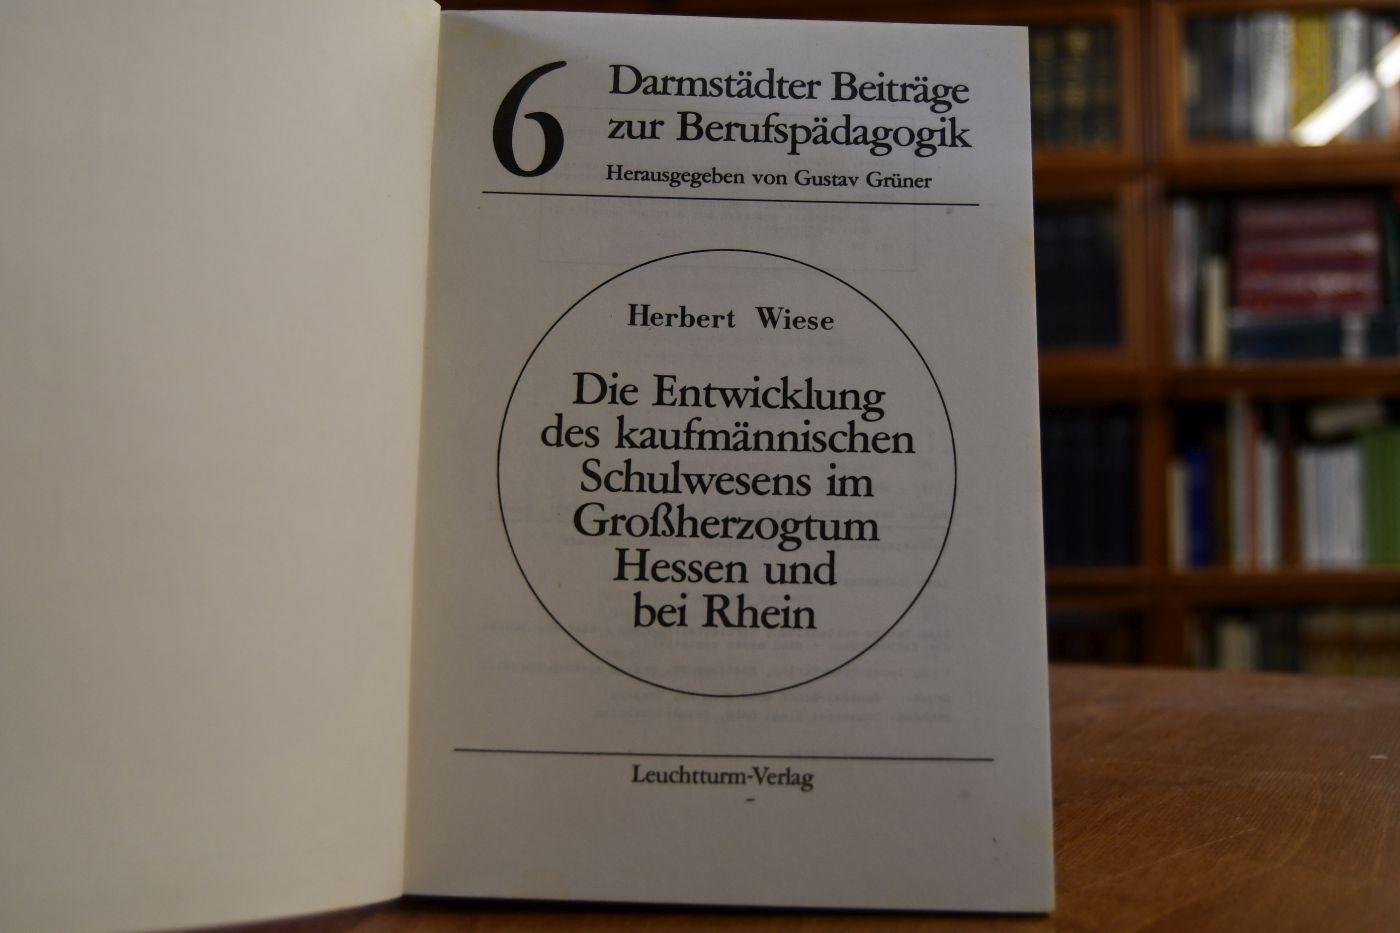 6
Darmstädter Beiträge
zur Berufspädagogik
Herausgegeben von Gustav Grüner
Herbert Wiese
Die Entwicklung
des kaufmännischen
Schulwesens im
Großherzogtum
Hessen und
bei Rhein
Leuchtturm-Verlag